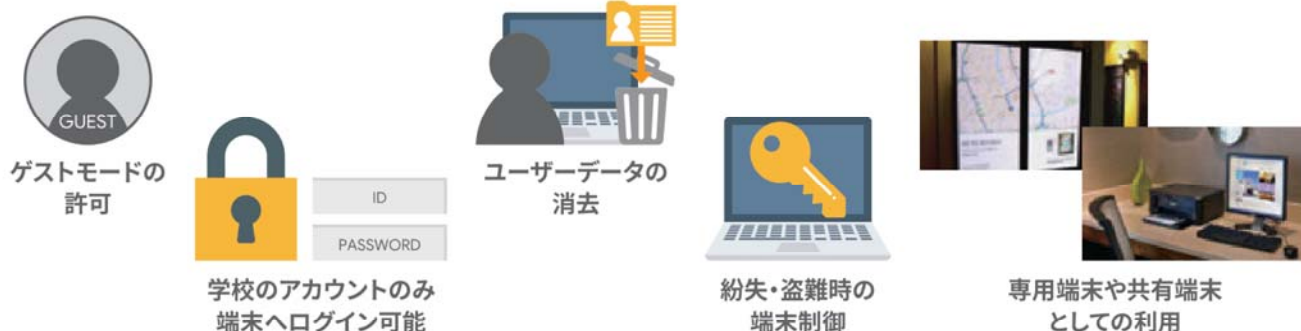 GUEST
ゲストモードの
許可
ID
PASSWORD
学校のアカウントのみ
端末へログイン可能
ユーザーデータの
消去
紛失・盗難時の
端末制御
専用端末や共有端末
としての利用